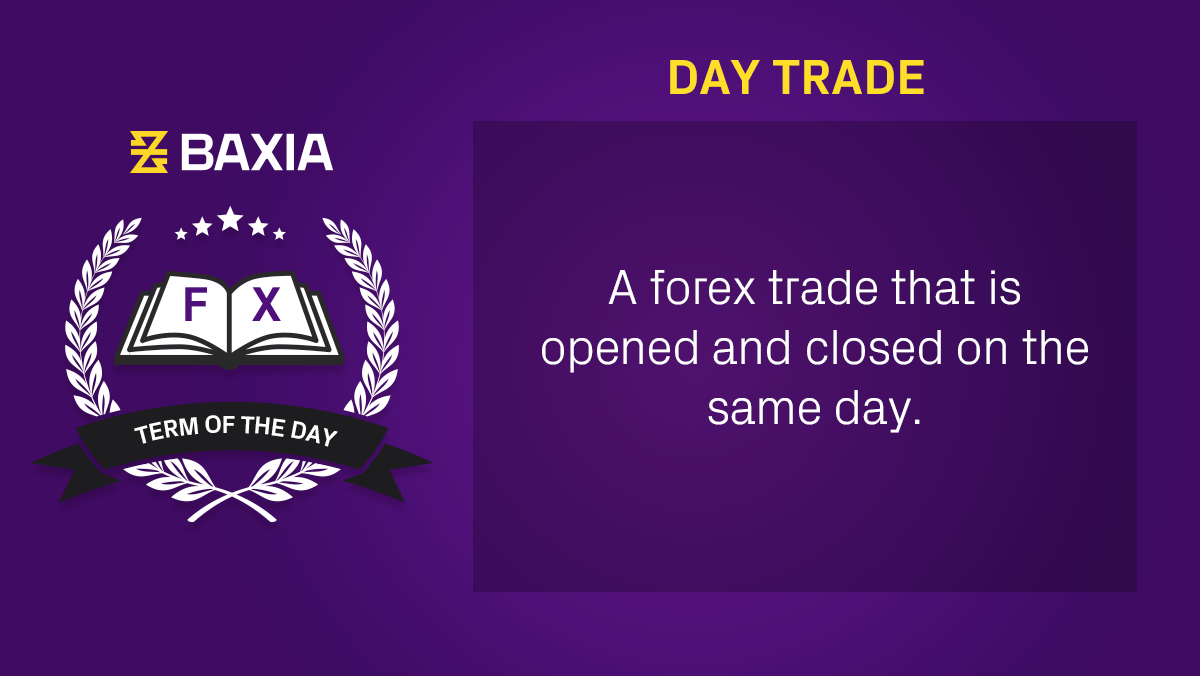 DAY TRADE
BAXIA
F X
TERM OF THE DAY
A forex trade that is
opened and closed on the
same day.